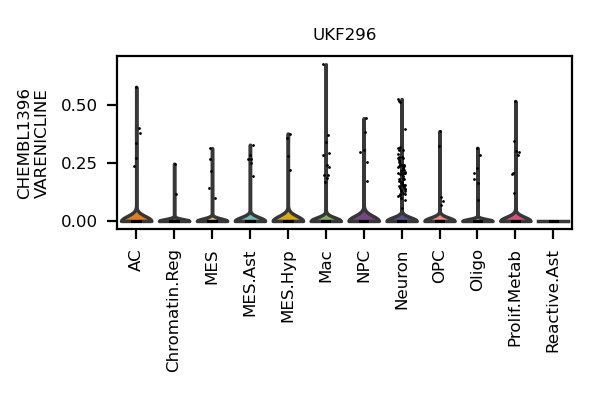 UKF296
CHEMBL1396
VARENICLINE
0.50
0.25
0.00
AC
Chromatin.Reg
MES
MES.Ast
MES.Hyp
Mac
NPC
Neuron
OPC
Oligo
Prolif.Metab
Reactive.Ast